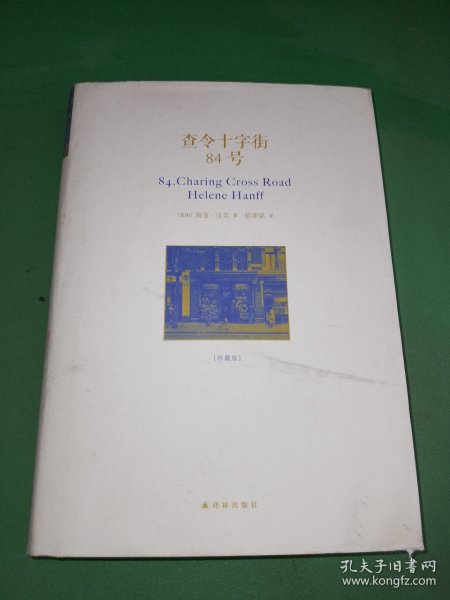 查令十字街
84号
84, Charing Cross Road
Helene Hanff
[美国] 海莲·汉芙 著 陈建铭 译
[珍藏版]
译林出版社
孔夫子旧书网
www.kongfz.com